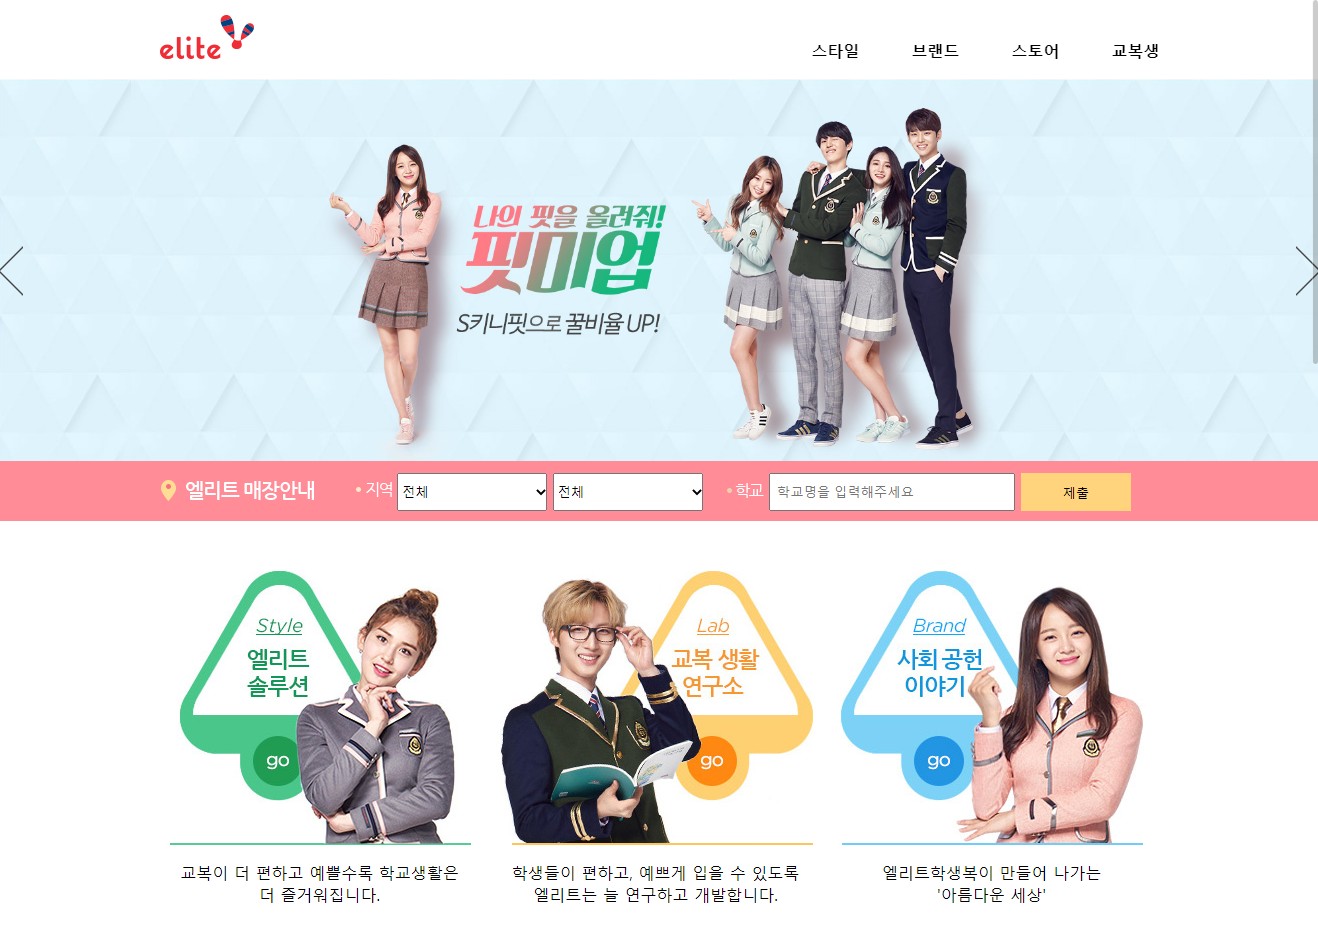 elite
스타일 브랜드 스토어 교복생
나의 핏을 올려줘!
핏미업
S키니핏으로 꿀비율 UP!
엘리트 매장안내 • 지역 전체 전체 • 학교 학교명을 입력해주세요 제출
Style
엘리트
솔루션
go
Lab
교복 생활
연구소
go
Brand
사회 공헌
이야기
go
교복이 더 편하고 예쁠수록 학교생활은
더 즐거워집니다.
학생들이 편하고, 예쁘게 입을 수 있도록
엘리트는 늘 연구하고 개발합니다.
엘리트학생복이 만들어 나가는
'아름다운 세상'